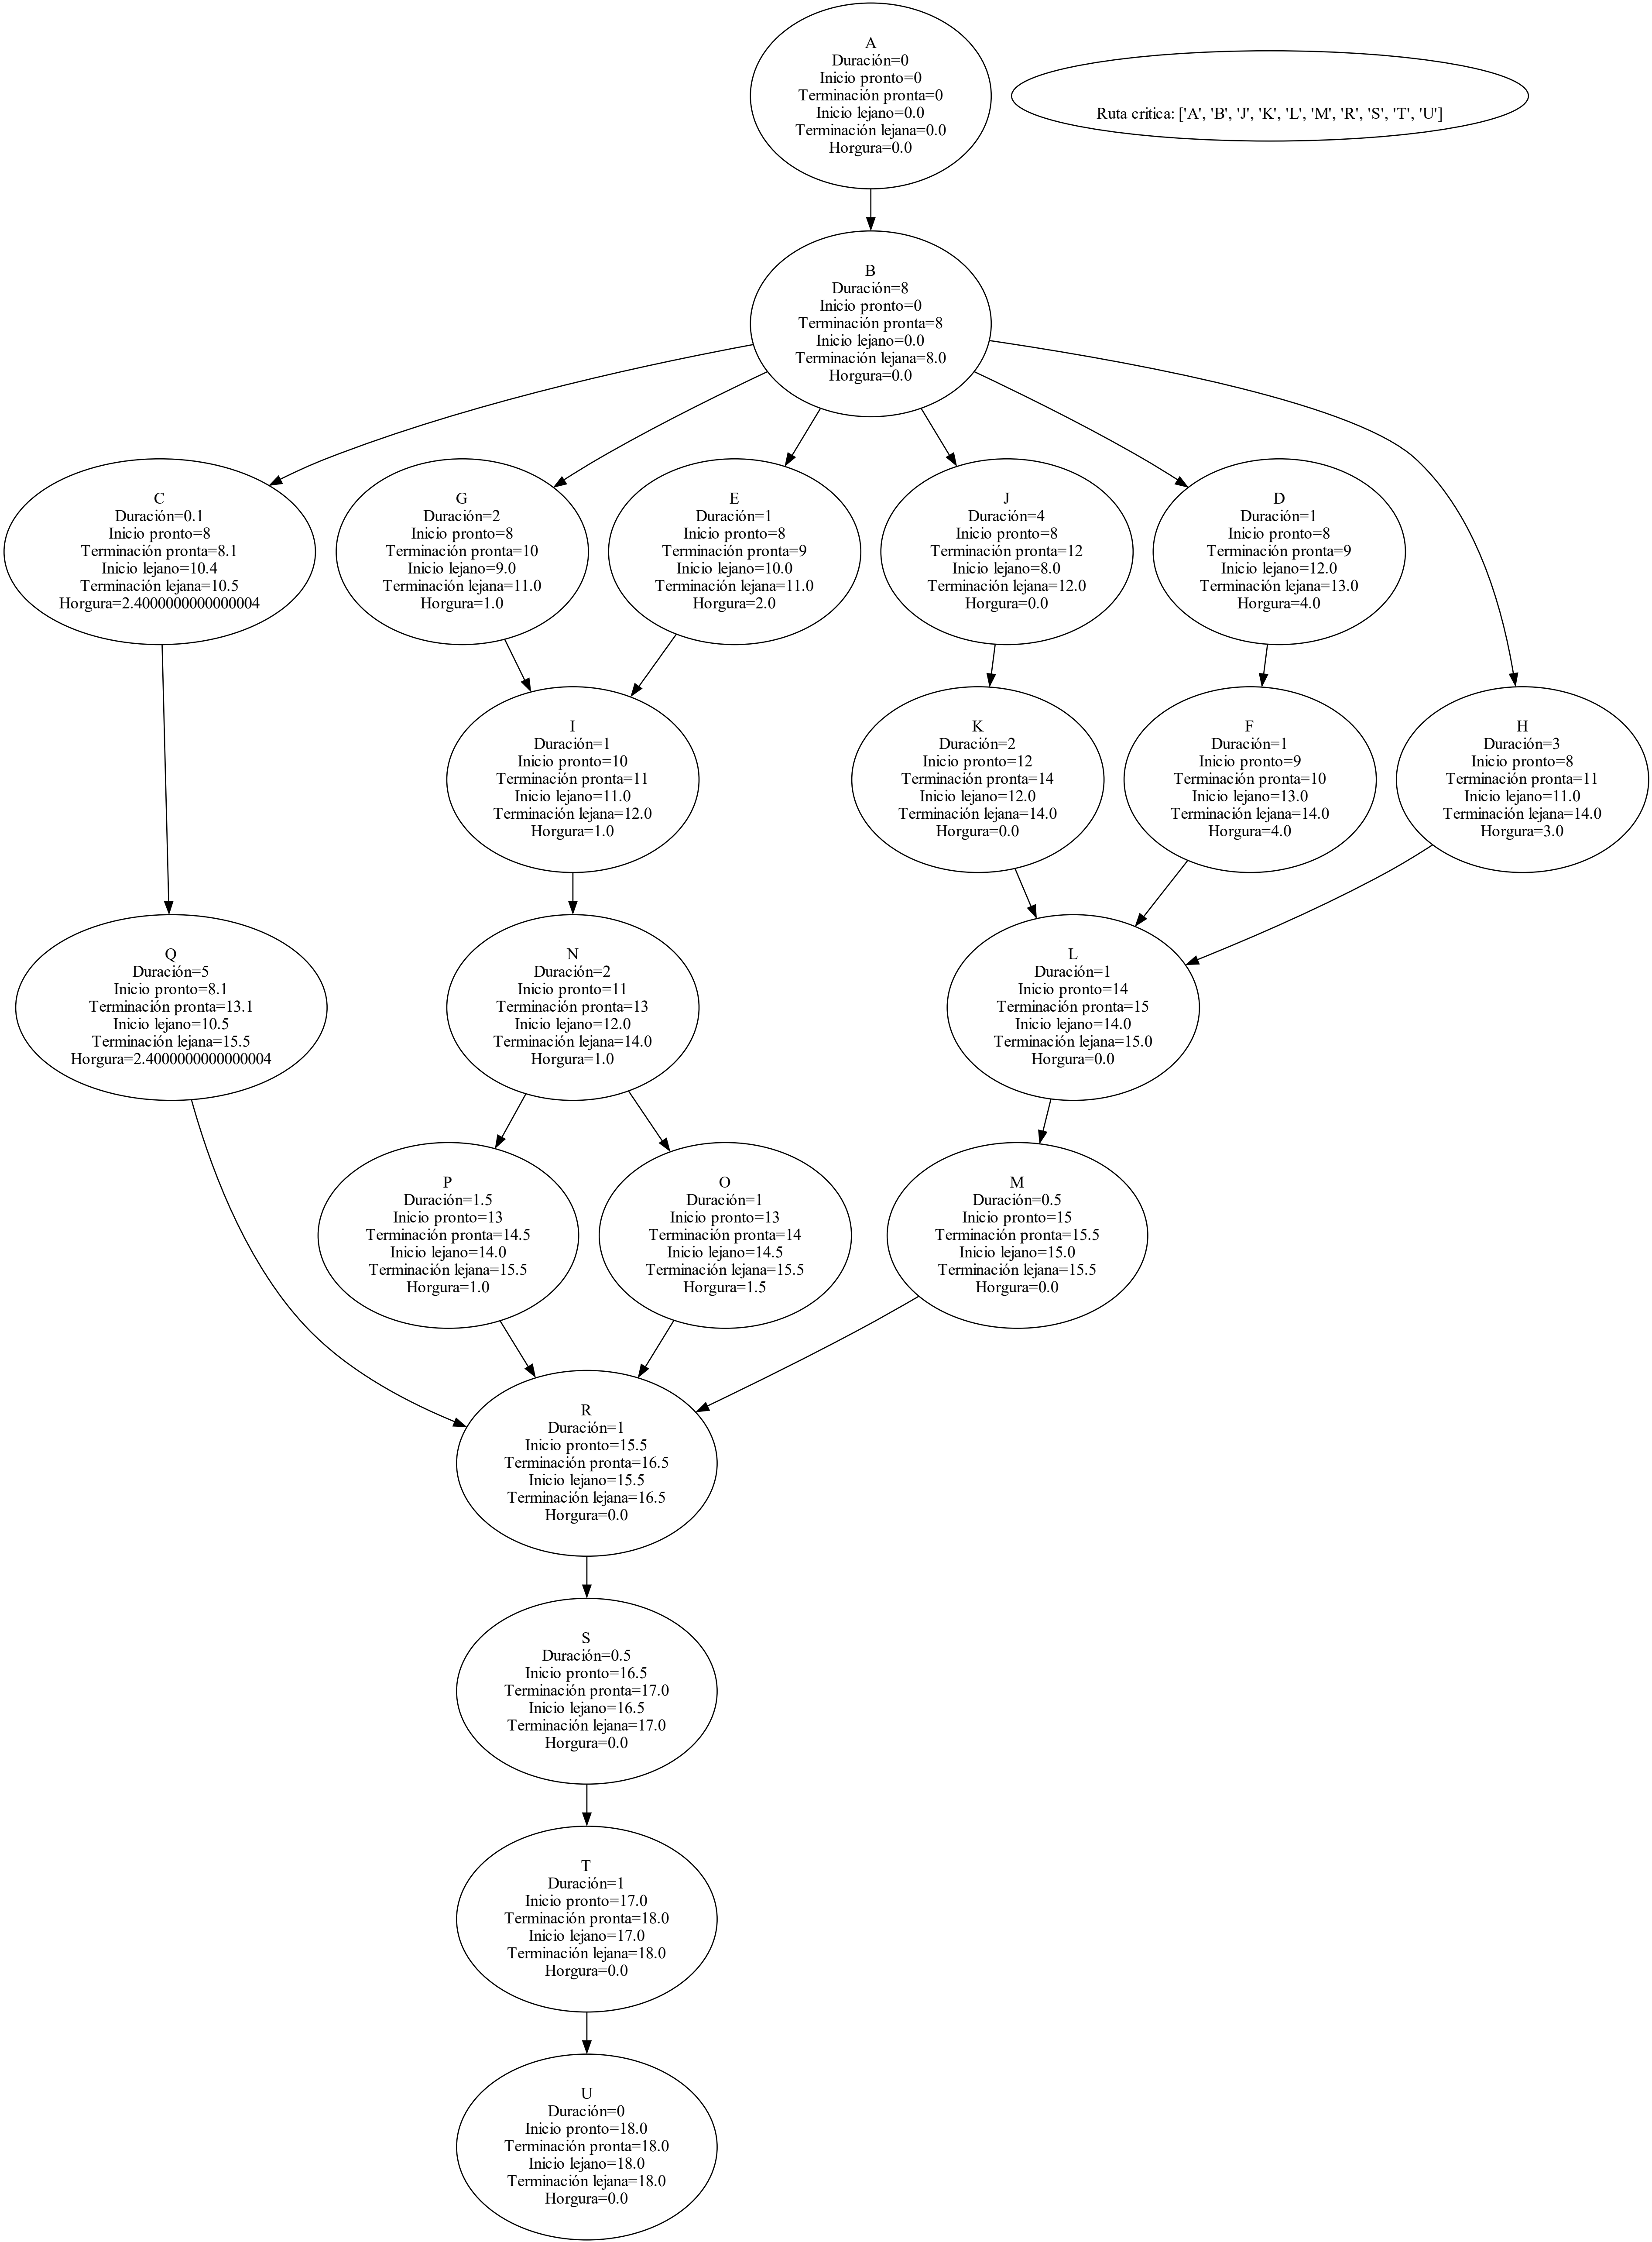 A
Duración=0
Inicio pronto=0
Terminación pronta=0
Inicio lejano=0.0
Terminación lejana=0.0
Horgura=0.0
Ruta critica: ['A', 'B', 'J', 'K', 'L', 'M', 'R', 'S', 'T', 'U']
B
Duración=8
Inicio pronto=0
Terminación pronta=8
Inicio lejano=0.0
Terminación lejana=8.0
Horgura=0.0
C
Duración=0.1
Inicio pronto=8
Terminación pronta=8.1
Inicio lejano=10.4
Terminación lejana=10.5
Horgura=2.4000000000000004
G
Duración=2
Inicio pronto=8
Terminación pronta=10
Inicio lejano=9.0
Terminación lejana=11.0
Horgura=1.0
E
Duración=1
Inicio pronto=8
Terminación pronta=9
Inicio lejano=10.0
Terminación lejana=11.0
Horgura=2.0
J
Duración=4
Inicio pronto=8
Terminación pronta=12
Inicio lejano=8.0
Terminación lejana=12.0
Horgura=0.0
D
Duración=1
Inicio pronto=8
Terminación pronta=9
Inicio lejano=12.0
Terminación lejana=13.0
Horgura=4.0
I
Duración=1
Inicio pronto=10
Terminación pronta=11
Inicio lejano=11.0
Terminación lejana=12.0
Horgura=1.0
K
Duración=2
Inicio pronto=12
Terminación pronta=14
Inicio lejano=12.0
Terminación lejana=14.0
Horgura=0.0
F
Duración=1
Inicio pronto=9
Terminación pronta=10
Inicio lejano=13.0
Terminación lejana=14.0
Horgura=4.0
H
Duración=3
Inicio pronto=8
Terminación pronta=11
Inicio lejano=11.0
Terminación lejana=14.0
Horgura=3.0
Q
Duración=5
Inicio pronto=8.1
Terminación pronta=13.1
Inicio lejano=10.5
Terminación lejana=15.5
Horgura=2.4000000000000004
N
Duración=2
Inicio pronto=11
Terminación pronta=13
Inicio lejano=12.0
Terminación lejana=14.0
Horgura=1.0
L
Duración=1
Inicio pronto=14
Terminación pronta=15
Inicio lejano=14.0
Terminación lejana=15.0
Horgura=0.0
P
Duración=1.5
Inicio pronto=13
Terminación pronta=14.5
Inicio lejano=14.0
Terminación lejana=15.5
Horgura=1.0
O
Duración=1
Inicio pronto=13
Terminación pronta=14
Inicio lejano=14.5
Terminación lejana=15.5
Horgura=1.5
M
Duración=0.5
Inicio pronto=15
Terminación pronta=15.5
Inicio lejano=15.0
Terminación lejana=15.5
Horgura=0.0
R
Duración=1
Inicio pronto=15.5
Terminación pronta=16.5
Inicio lejano=15.5
Terminación lejana=16.5
Horgura=0.0
S
Duración=0.5
Inicio pronto=16.5
Terminación pronta=17.0
Inicio lejano=16.5
Terminación lejana=17.0
Horgura=0.0
T
Duración=1
Inicio pronto=17.0
Terminación pronta=18.0
Inicio lejano=17.0
Terminación lejana=18.0
Horgura=0.0
U
Duración=0
Inicio pronto=18.0
Terminación pronta=18.0
Inicio lejano=18.0
Terminación lejana=18.0
Horgura=0.0